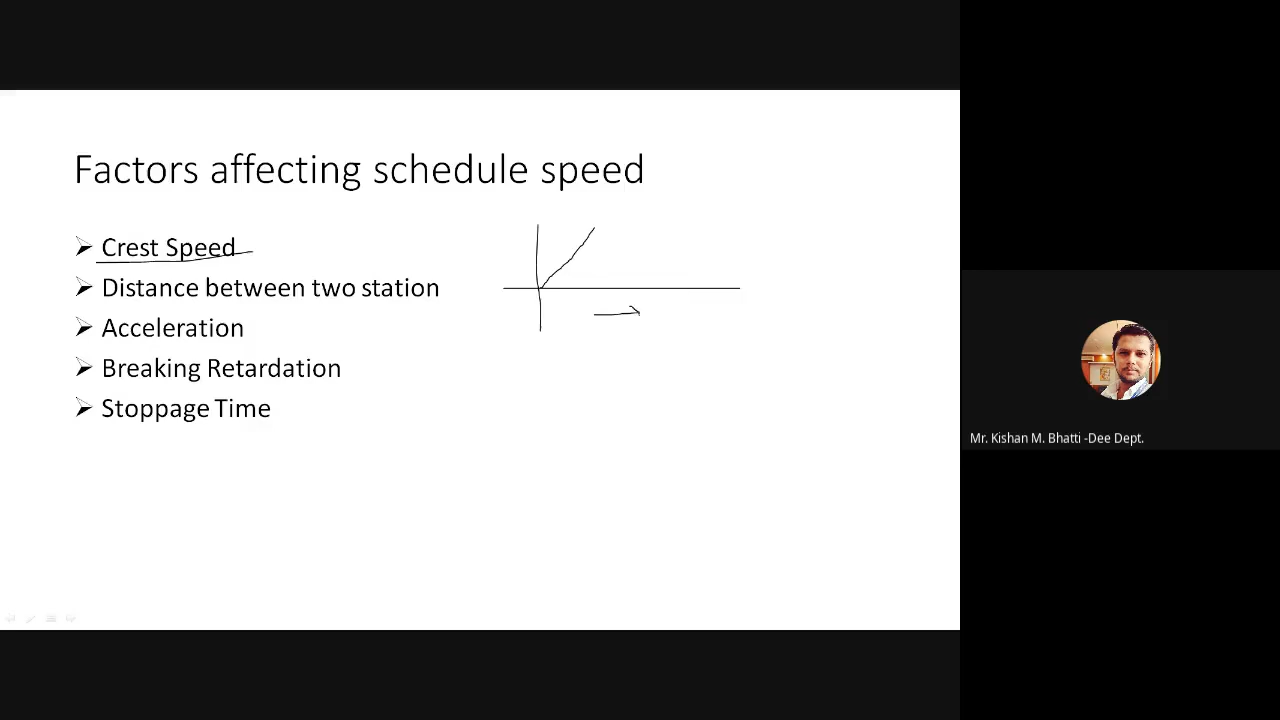 Factors affecting schedule speed
➢ Crest Speed
➢ Distance between two station
➢ Acceleration
➢ Breaking Retardation
➢ Stoppage Time
Mr. Kishan M. Bhatti -Dee Dept.